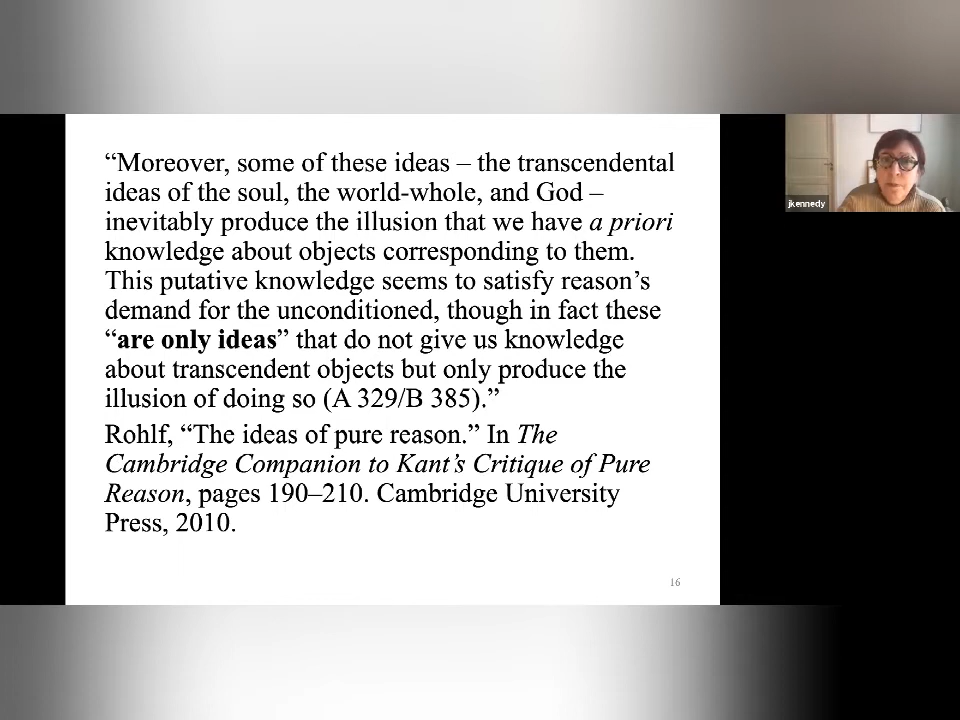 “Moreover, some of these ideas – the transcendental
ideas of the soul, the world-whole, and God –
inevitably produce the illusion that we have a priori
knowledge about objects corresponding to them.
This putative knowledge seems to satisfy reason’s
demand for the unconditioned, though in fact these
“are only ideas” that do not give us knowledge
about transcendent objects but only produce the
illusion of doing so (A 329/B 385).”
Rohlf, “The ideas of pure reason.” In The
Cambridge Companion to Kant’s Critique of Pure
Reason, pages 190–210. Cambridge University
Press, 2010.
16
jkennedy